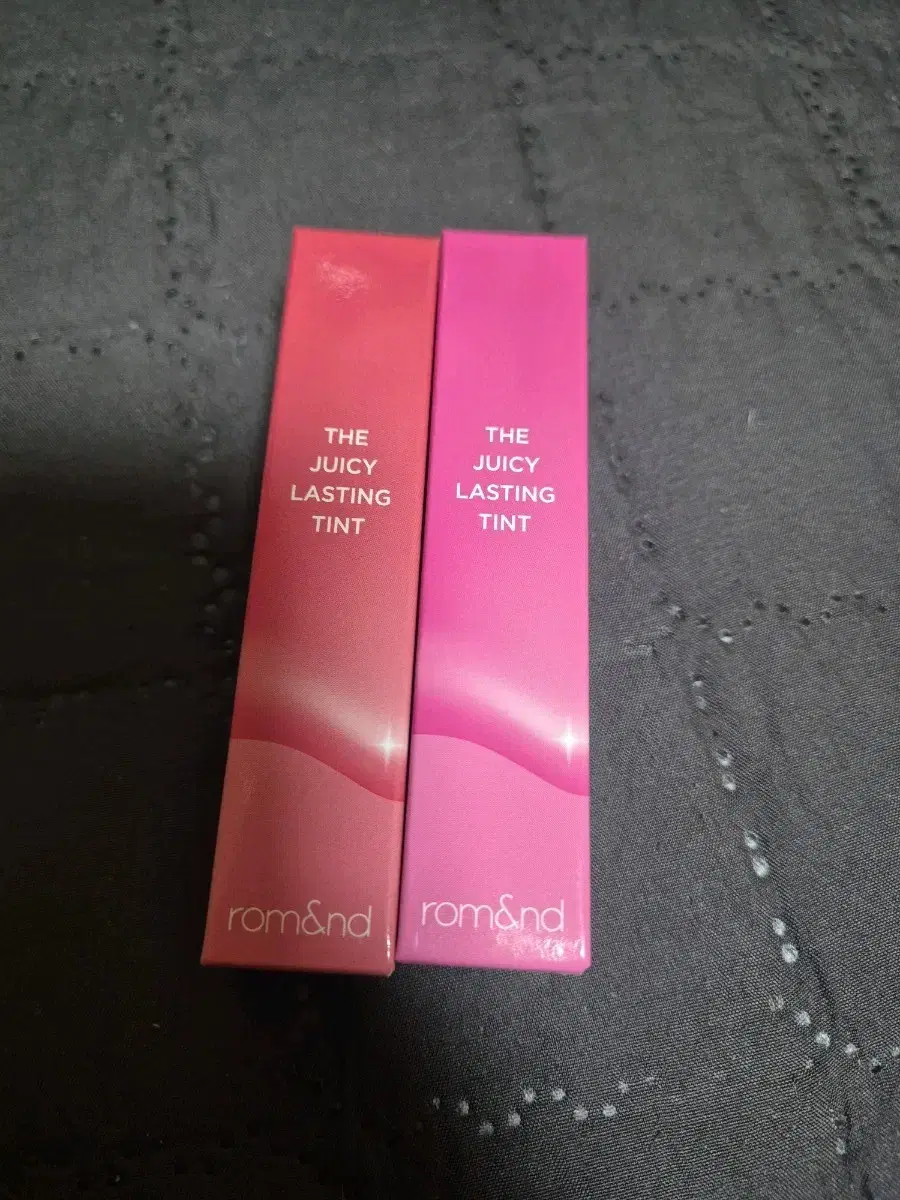 THE
JUICY
LASTING
TINT
rom&nd
THE
JUICY
LASTING
TINT
rom&nd